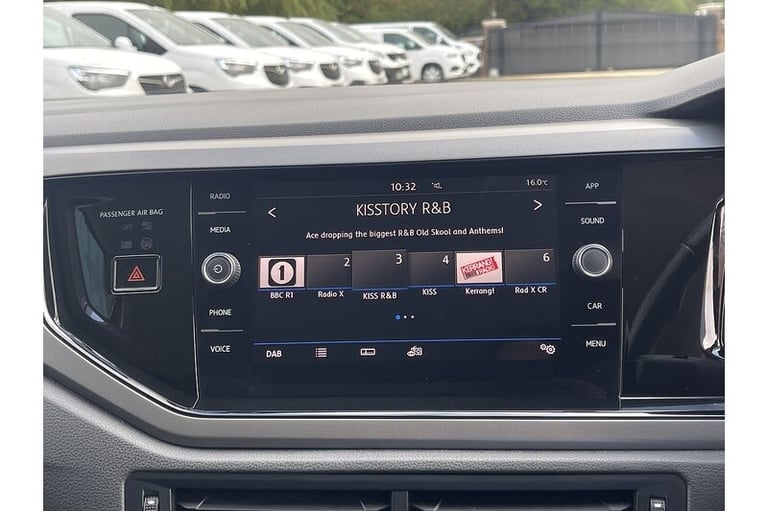 PASSENGER AIR BAG
OFF
RADIO
MEDIA
PHONE
VOICE
10:32
16.0°C
< KISSTORY R&B >
Ace dropping the biggest R&B Old Skool and Anthems!
1
2
3
4
KERRANG! RADIO
6
BBC R1
Radio X
KISS R&B
KISS
Kerrang!
Rad X CR
DAB
APP
SOUND
CAR
MENU